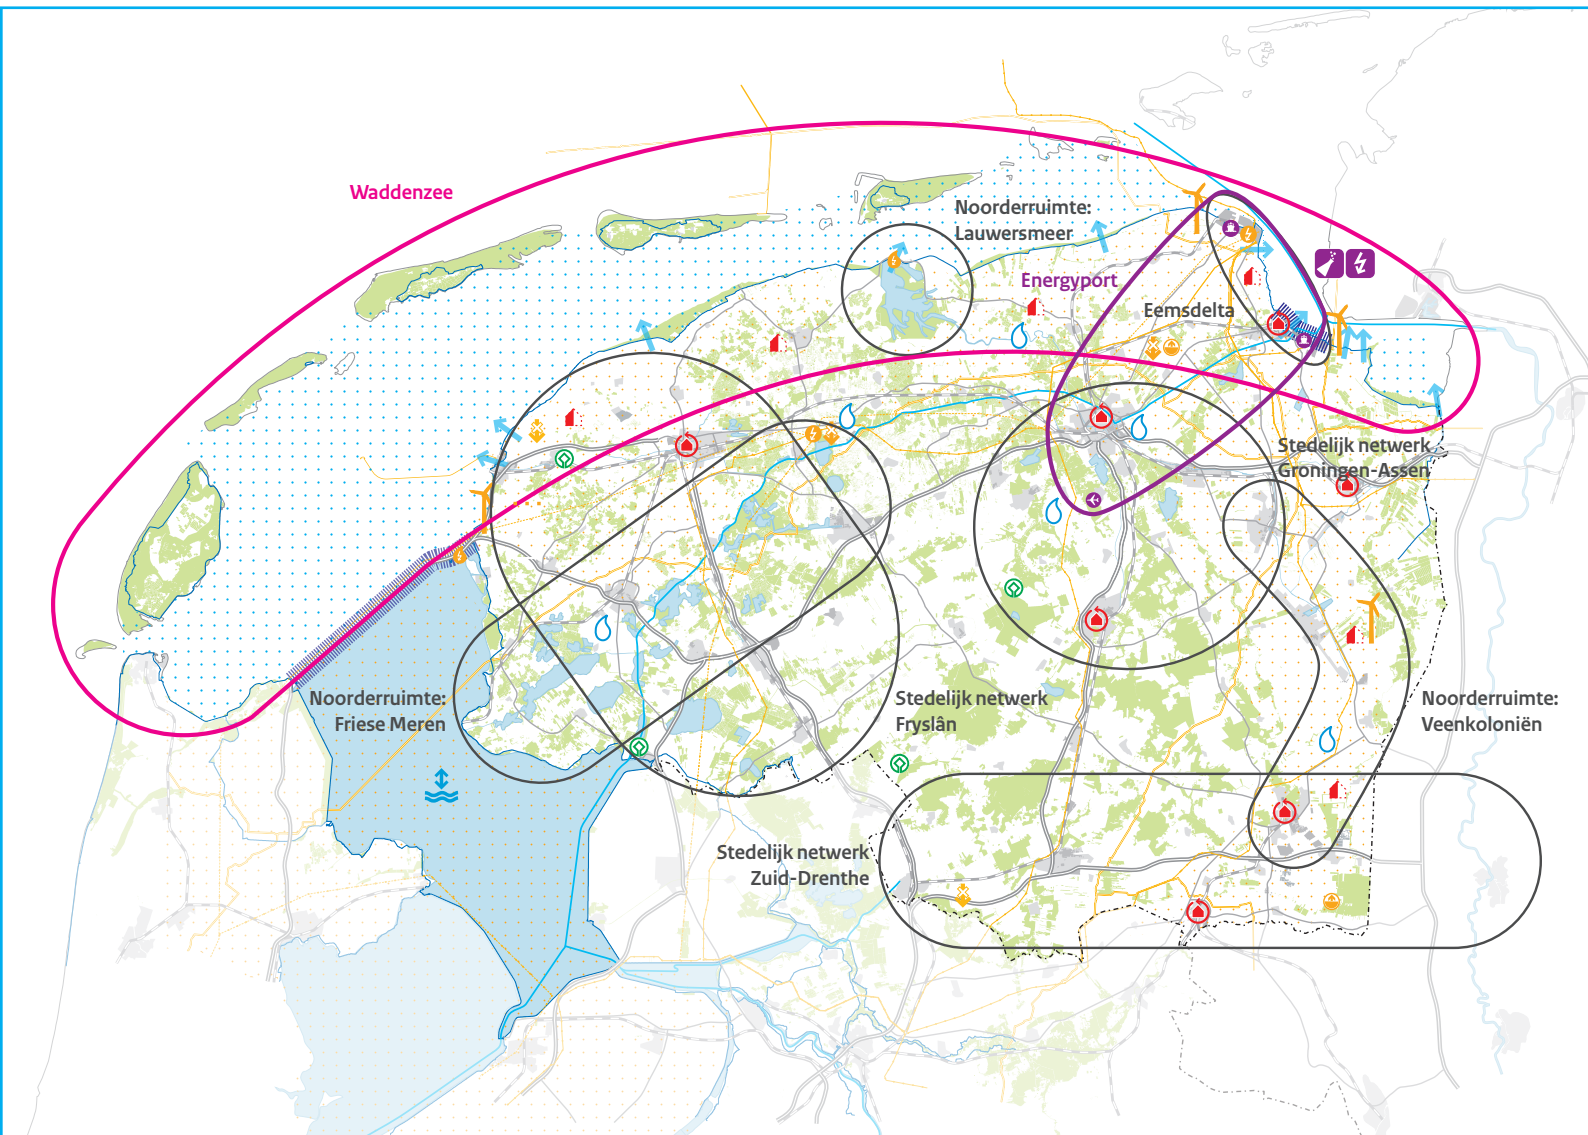 Waddenzee
Noorderruimte:
Lauwersmeer
Energyport
Eemsdelta
Stedelijk netwerk
Groningen-Assen
Noorderruimte:
Friese Meren
Stedelijk netwerk
Fryslân
Noorderruimte:
Veenkoloniën
Stedelijk netwerk
Zuid-Drenthe